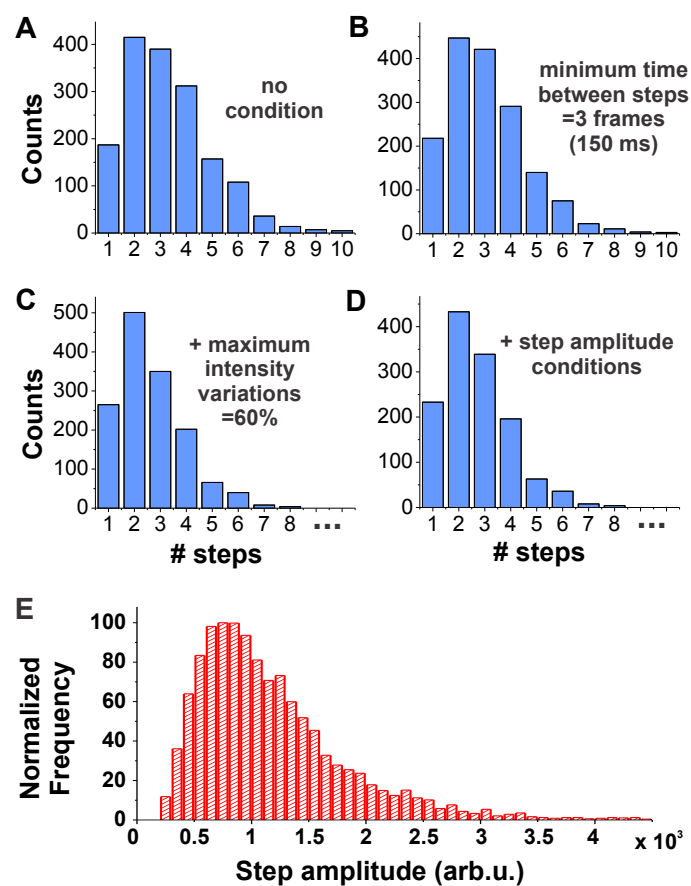 A
B
Counts
400
300
200
100
0
no
condition
1 2 3 4 5 6 7 8 9 10
400
300
200
100
0
minimum time
between steps
=3 frames
(150 ms)
1 2 3 4 5 6 7 8 9 10
C
D
Counts
500
400
300
200
100
0
+ maximum
intensity
variations
=60%
1 2 3 4 5 6 7 8 ...
# steps
400
300
200
100
0
+ step amplitude
conditions
1 2 3 4 5 6 7 8 ...
# steps
E
Normalized
Frequency
100
80
60
40
20
0
0 0.5 1 1.5 2 2.5 3 3.5 4 x 10³
Step amplitude (arb.u.)